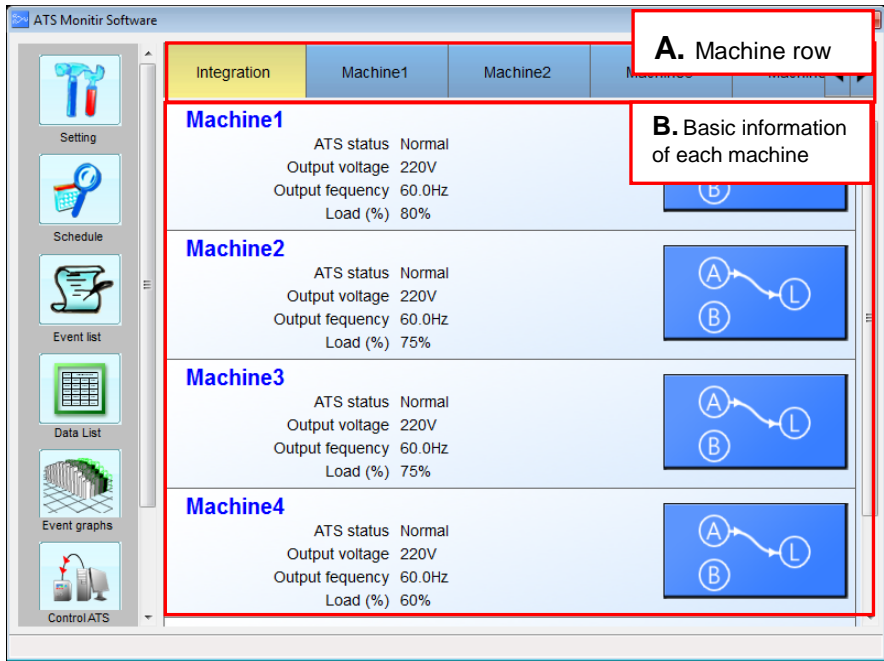 ATS Monitir Software
A. Machine row
Integration Machine1 Machine2
B. Basic information
of each machine
Setting
Schedule
Event list
Data List
Event graphs
Control ATS
Machine1
ATS status Normal
Output voltage 220V
Output fequency 60.0Hz
Load (%) 80%
B
Machine2
ATS status Normal
Output voltage 220V
Output fequency 60.0Hz
Load (%) 75%
A
L
B
Machine3
ATS status Normal
Output voltage 220V
Output fequency 60.0Hz
Load (%) 75%
A
L
B
Machine4
ATS status Normal
Output voltage 220V
Output fequency 60.0Hz
Load (%) 60%
A
L
B